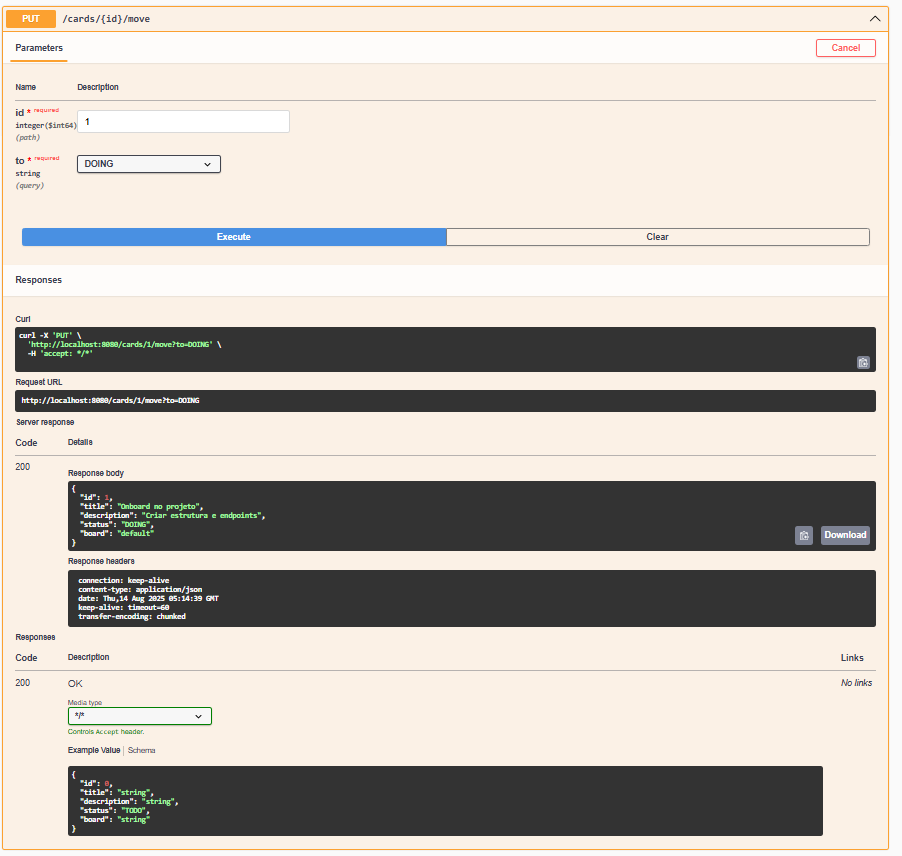 PUT /cards/{id}/move
Parameters
Cancel
Name Description
id * required
integer($int64)
(path)
1
to * required
string
(query)
DOING
Execute
Clear
Responses
Curl
curl -X 'PUT' \
'http://localhost:8080/cards/1/move?to=DOING' \
-H 'accept: */*'
Request URL
http://localhost:8080/cards/1/move?to=DOING
Server response
Code Details
200
Response body
{
"id": 1,
"title": "Onboard no projeto",
"description": "Criar estrutura e endpoints",
"status": "DOING",
"board": "default"
}
Download
Response headers
connection: keep-alive
content-type: application/json
date: Thu,14 Aug 2025 05:14:39 GMT
keep-alive: timeout=60
transfer-encoding: chunked
Responses
Code Description Links
200 OK No links
Media type
*/*
Controls Accept header.
Example Value | Schema
{
"id": 0,
"title": "string",
"description": "string",
"status": "TODO",
"board": "string"
}